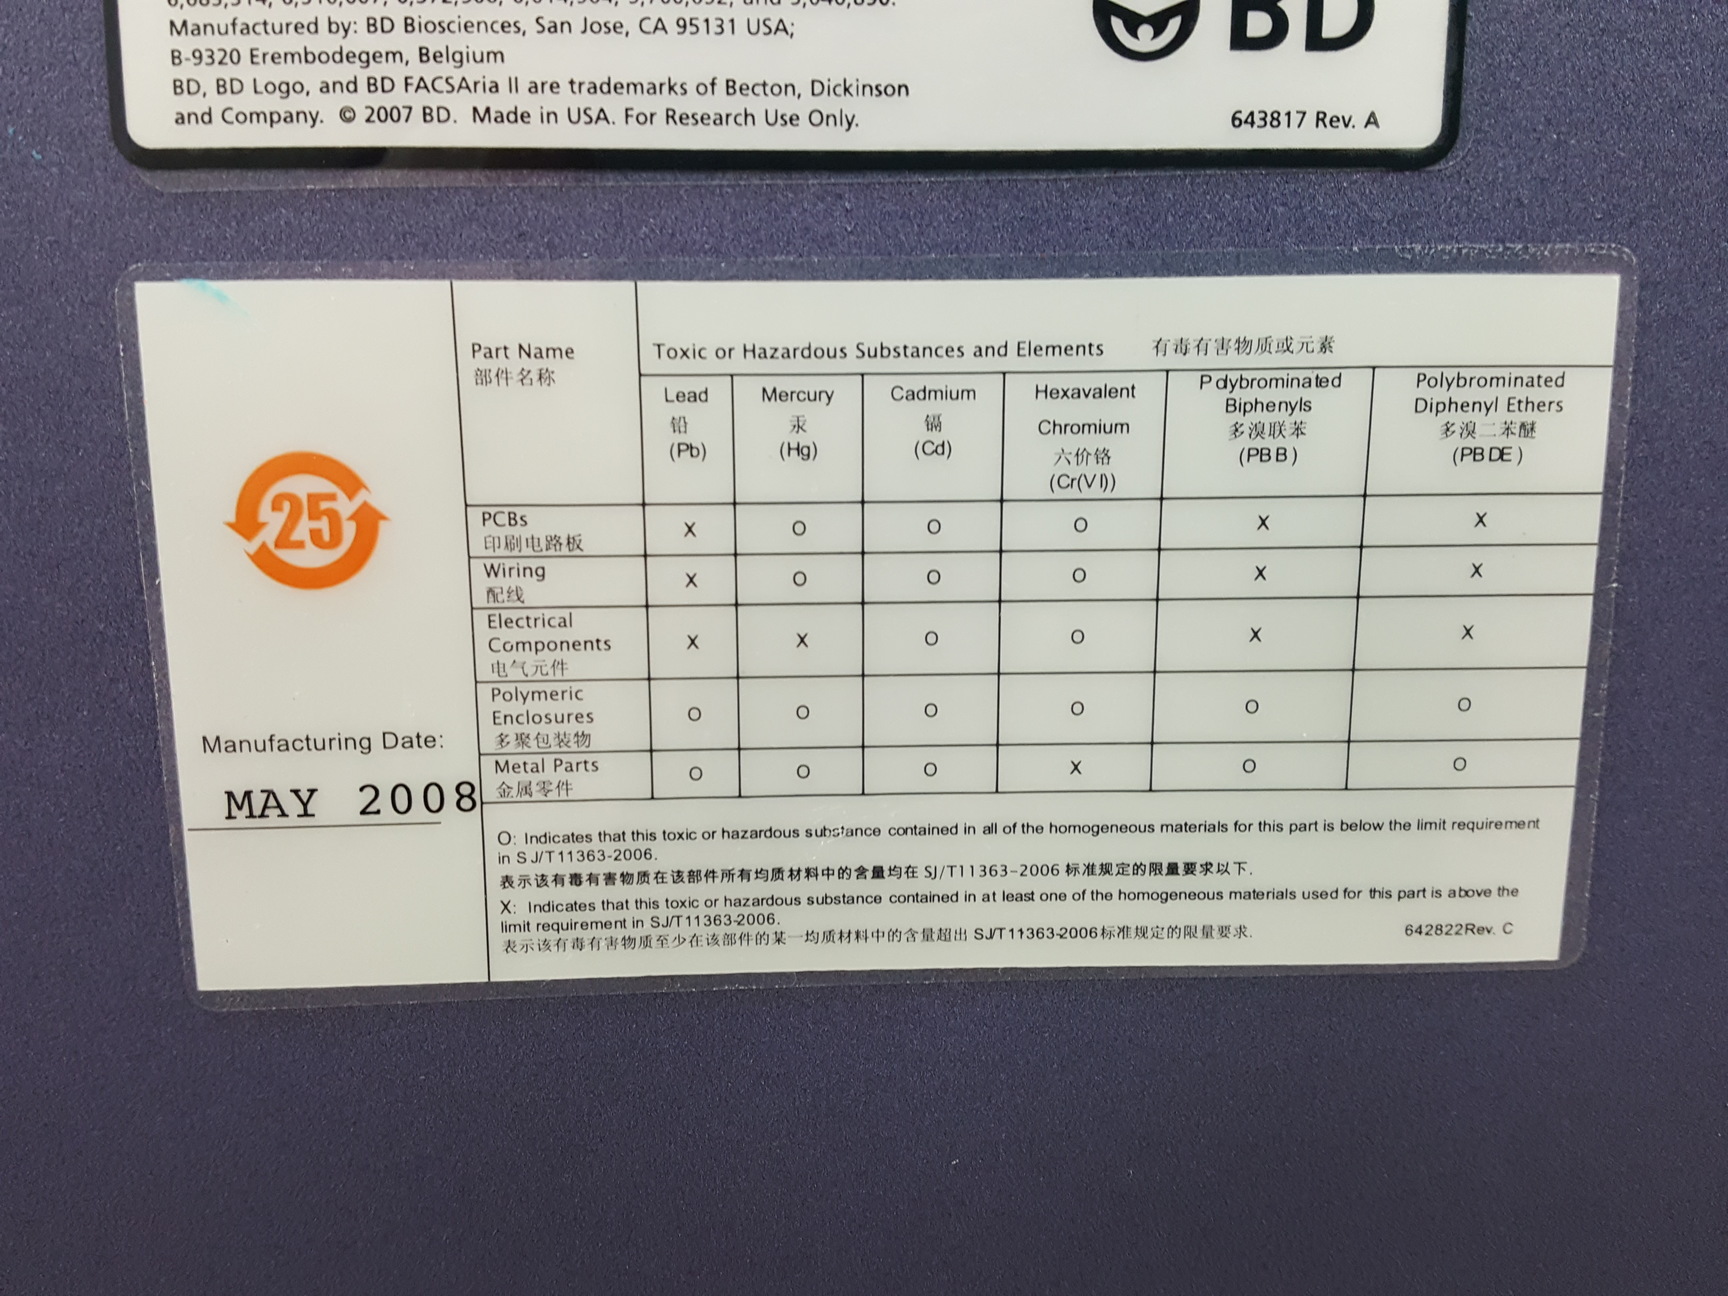 Manufactured by: BD Biosciences, San Jose, CA 95131 USA;
B-9320 Erembodegem, Belgium
BD, BD Logo, and BD FACSAria II are trademarks of Becton, Dickinson
and Company. © 2007 BD. Made in USA. For Research Use Only.
BD
643817 Rev. A
25
Manufacturing Date:
MAY 2008
Part Name
部件名称
Toxic or Hazardous Substances and Elements 有毒有害物质或元素
Lead
铅
(Pb)
Mercury
汞
(Hg)
Cadmium
镉
(Cd)
Hexavalent
Chromium
六价铬
(Cr(VI))
Polybrominated
Biphenyls
多溴联苯
(PBB)
Polybrominated
Diphenyl Ethers
多溴二苯醚
(PBDE)
PCBs
印刷电路板
X O O O X X
Wiring
配线
X O O O X X
Electrical
Components
电气元件
X X O O X X
Polymeric
Enclosures
多聚包装物
O O O O O O
Metal Parts
金属零件
O O O X O O
O: Indicates that this toxic or hazardous substance contained in all of the homogeneous materials for this part is below the limit requirement
in SJ/T11363-2006.
表示该有毒有害物质在该部件所有均质材料中的含量均在 SJ/T11363-2006 标准规定的限量要求以下.
X: Indicates that this toxic or hazardous substance contained in at least one of the homogeneous materials used for this part is above the
limit requirement in SJ/T11363-2006.
表示该有毒有害物质至少在该部件的某一均质材料中的含量超出 SJ/T11363-2006标准规定的限量要求.
642822Rev. C